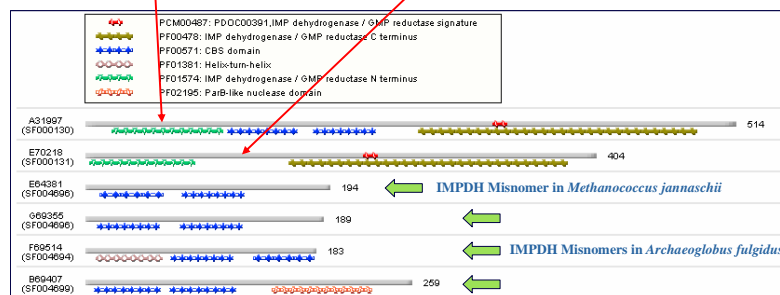 PCM00487: PDOC00391,IMP dehydrogenase / GMP reductase signature
PF00478: IMP dehydrogenase / GMP reductase C terminus
PF00571: CBS domain
PF01381: Helix-turn-helix
PF01574: IMP dehydrogenase / GMP reductase N terminus
PF02195: ParB-like nuclease domain
A31997
(SF000130)
514
E70218
(SF000131)
404
E64381
(SF004696)
194
IMPDH Misnomer in Methanococcus jannaschii
G69355
(SF004696)
189
F69514
(SF004694)
183
IMPDH Misnomers in Archaeoglobus fulgidus
B69407
(SF004699)
259